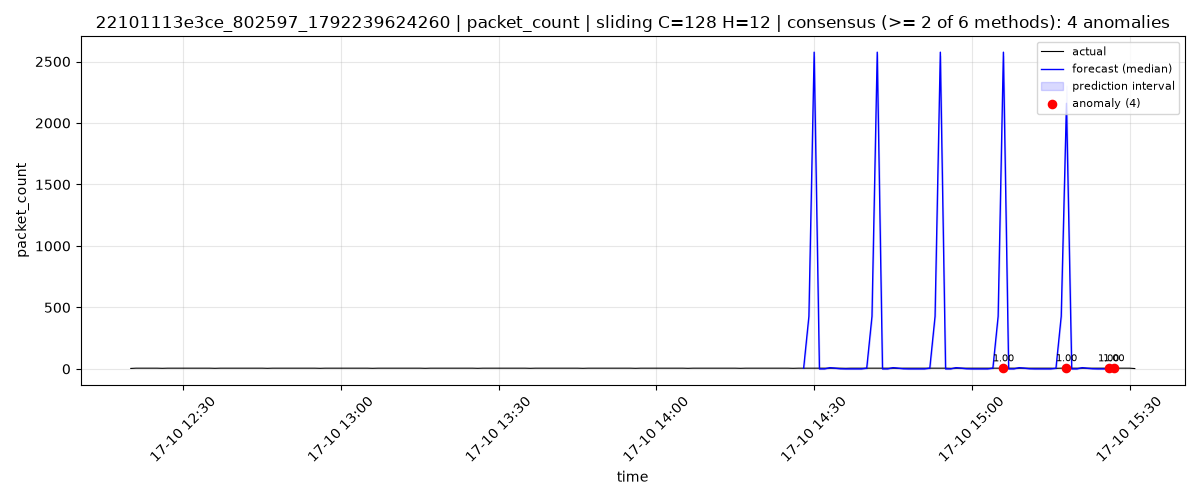 22101113e3ce_802597_1792239624260 | packet_count | sliding C=128 H=12 | consensus (>= 2 of 6 methods): 4 anomalies
actual
forecast (median)
prediction interval
anomaly (4)
packet_count
2500
2000
1500
1000
500
0
1.00
1.00
17-10 12:30
17-10 13:00
17-10 13:30
17-10 14:00
17-10 14:30
17-10 15:00
17-10 15:30
time